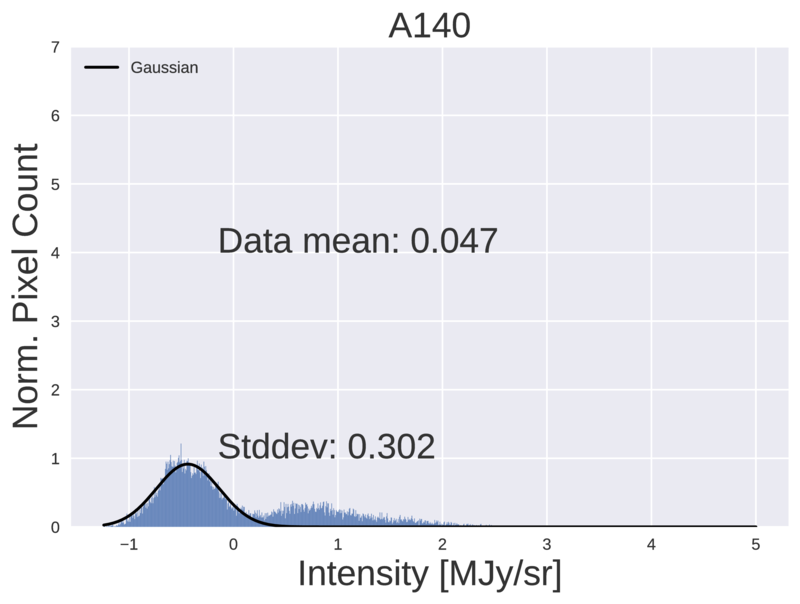 A140
7
Gaussian
6
5
Data mean: 0.047
4
3
2
Stddev: 0.302
1
0
−1 0 1 2 3 4 5
Norm. Pixel Count
Intensity [MJy/sr]